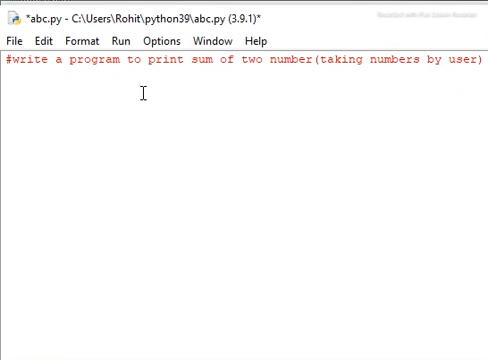 *abc.py - C:\Users\Rohit\python39\abc.py (3.9.1)*
File Edit Format Run Options Window Help
#write a program to print sum of two number(taking numbers by user)